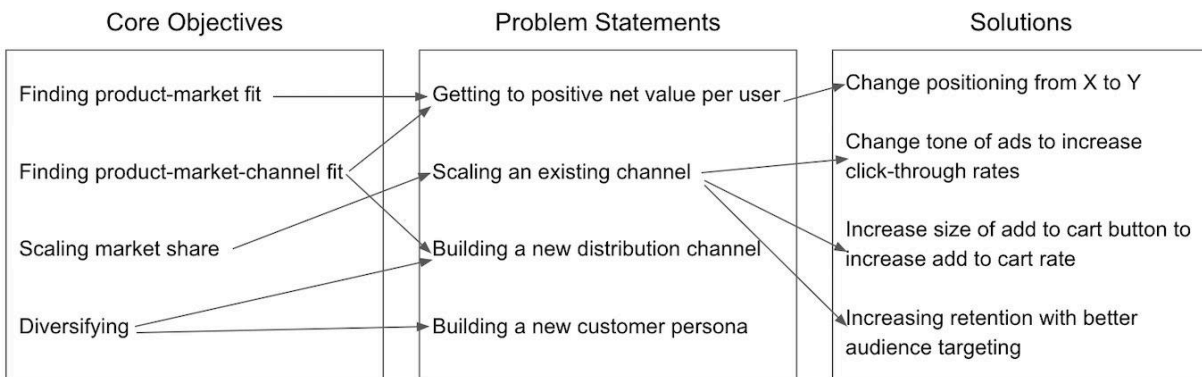 Core Objectives
Problem Statements
Solutions
Finding product-market fit
Finding product-market-channel fit
Scaling market share
Diversifying
Getting to positive net value per user
Scaling an existing channel
Building a new distribution channel
Building a new customer persona
Change positioning from X to Y
Change tone of ads to increase
click-through rates
Increase size of add to cart button to
increase add to cart rate
Increasing retention with better
audience targeting